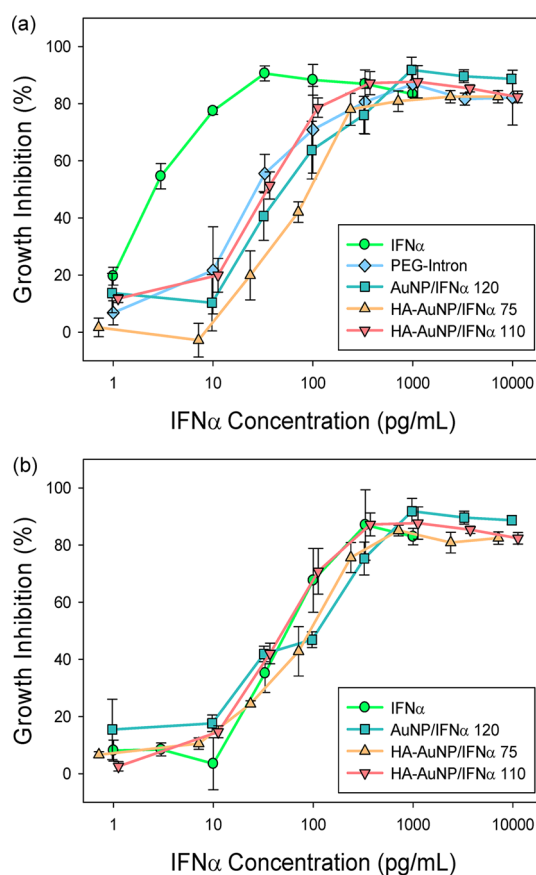 (a)
Growth Inhibition (%)
100
80
60
40
20
0
IFNα
PEG-Intron
AuNP/IFNα 120
HA-AuNP/IFNα 75
HA-AuNP/IFNα 110
1 10 100 1000 10000
IFNα Concentration (pg/mL)
(b)
Growth Inhibition (%)
100
80
60
40
20
0
IFNα
AuNP/IFNα 120
HA-AuNP/IFNα 75
HA-AuNP/IFNα 110
1 10 100 1000 10000
IFNα Concentration (pg/mL)